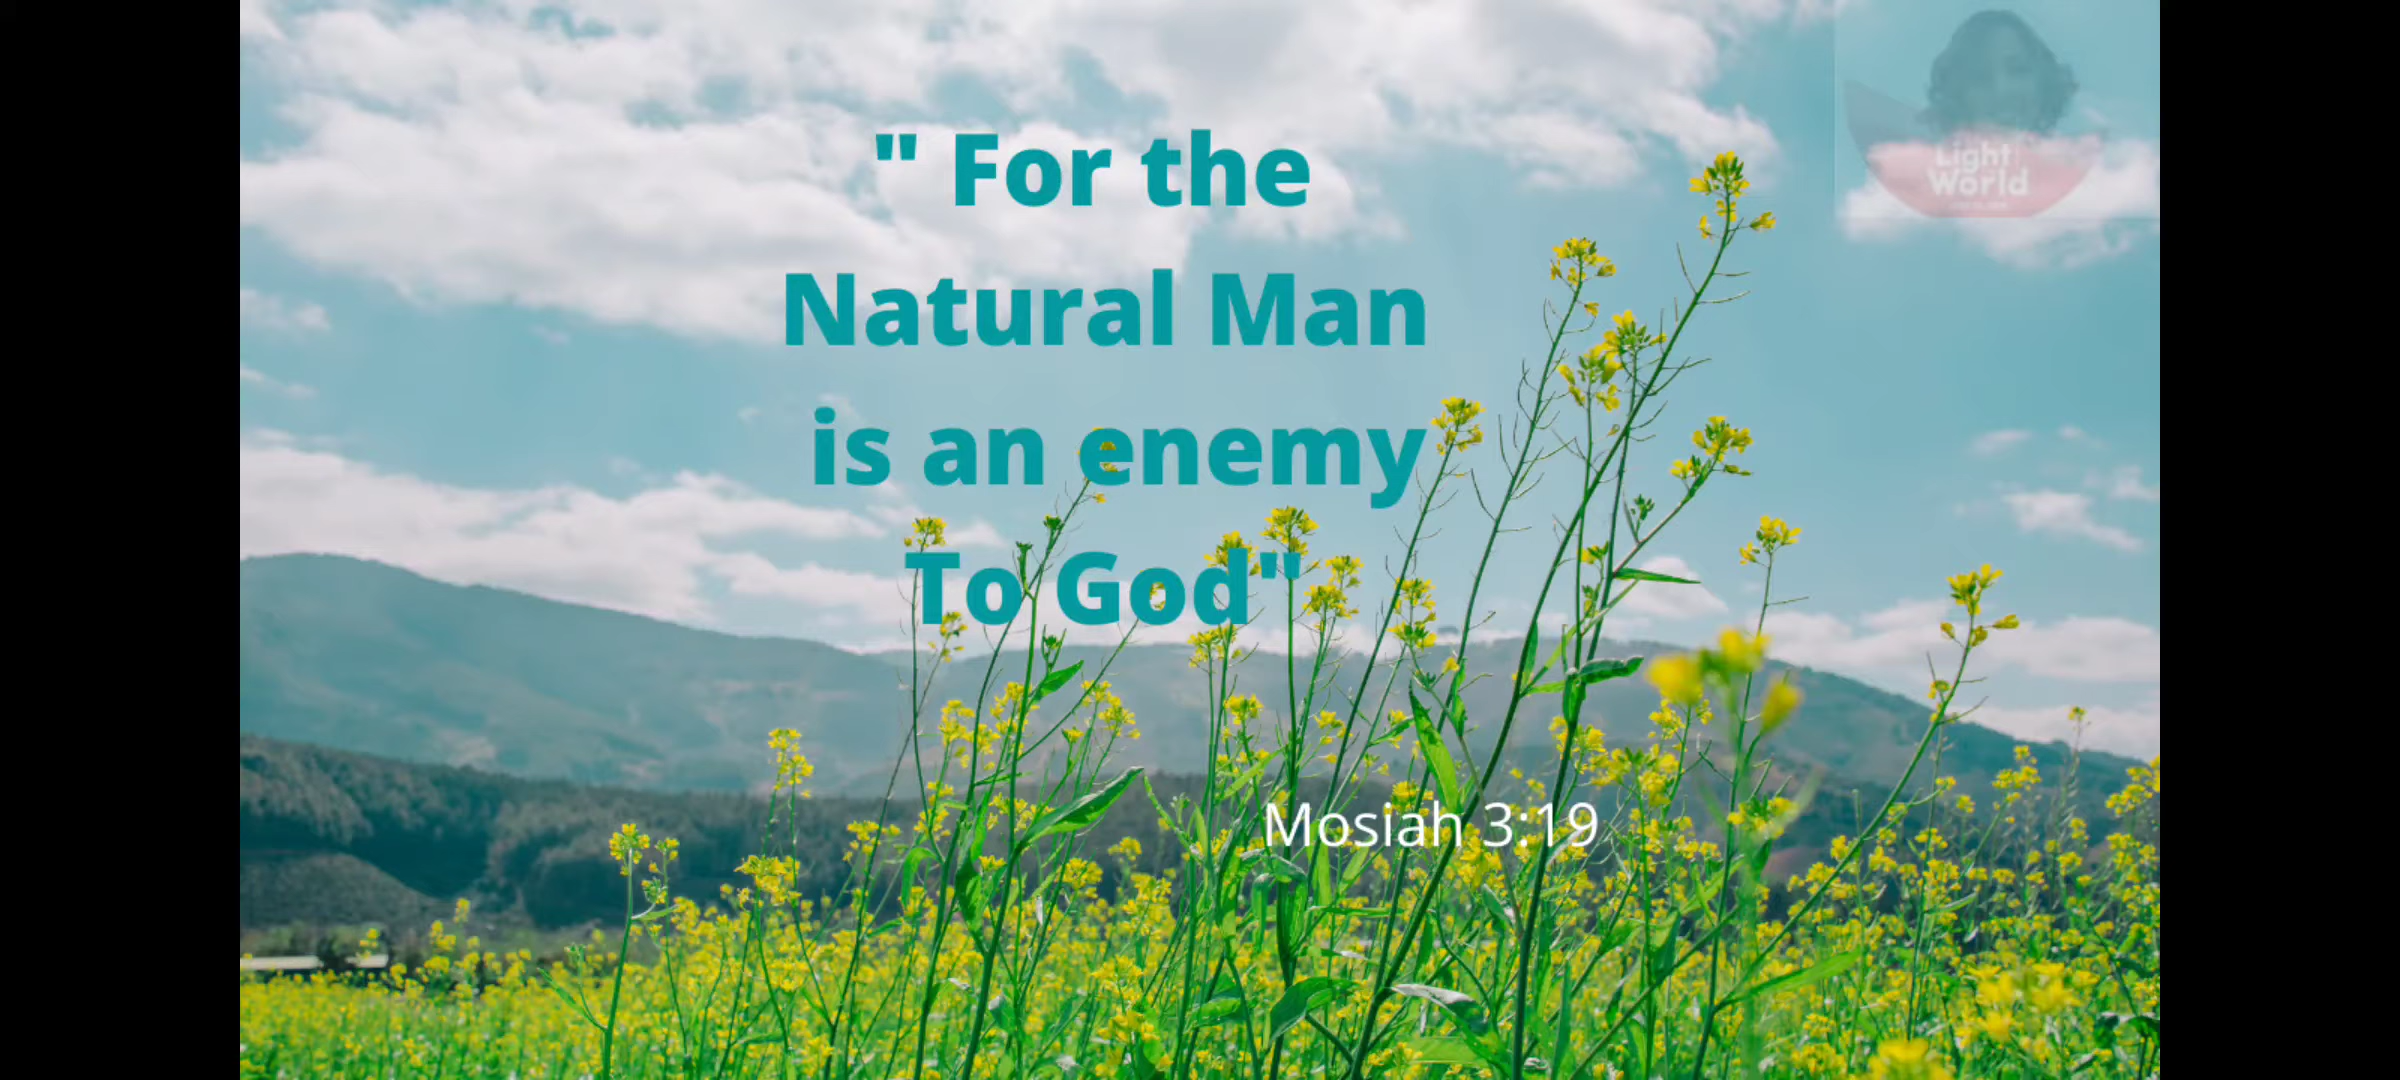 " For the
Natural Man
is an enemy
To God"
Mosiah 3:19
Light
World